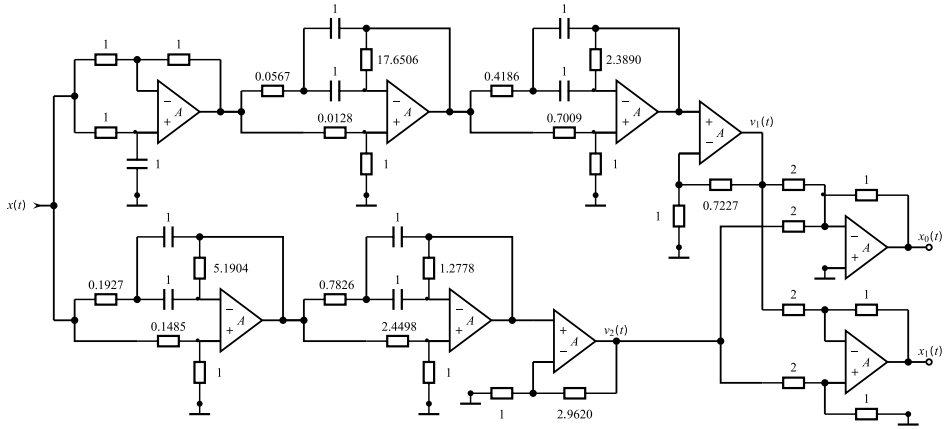 1 1
1 1 A − +
1
x(t)
1 0.0567 17.6506 1 A − +
0.0128 1
1 0.4186 2.3890 1 A − +
0.7009 1
+ − A v₁(t)
1 0.7227
2 1
2 − + A x₀(t)
1 0.1927 5.1904 1 − + A
0.1485 1
1 0.7826 1.2778 1 − + A
2.4498 1
+ − A v₂(t)
1 2.9620
2 1
2 − + A x₁(t)
1